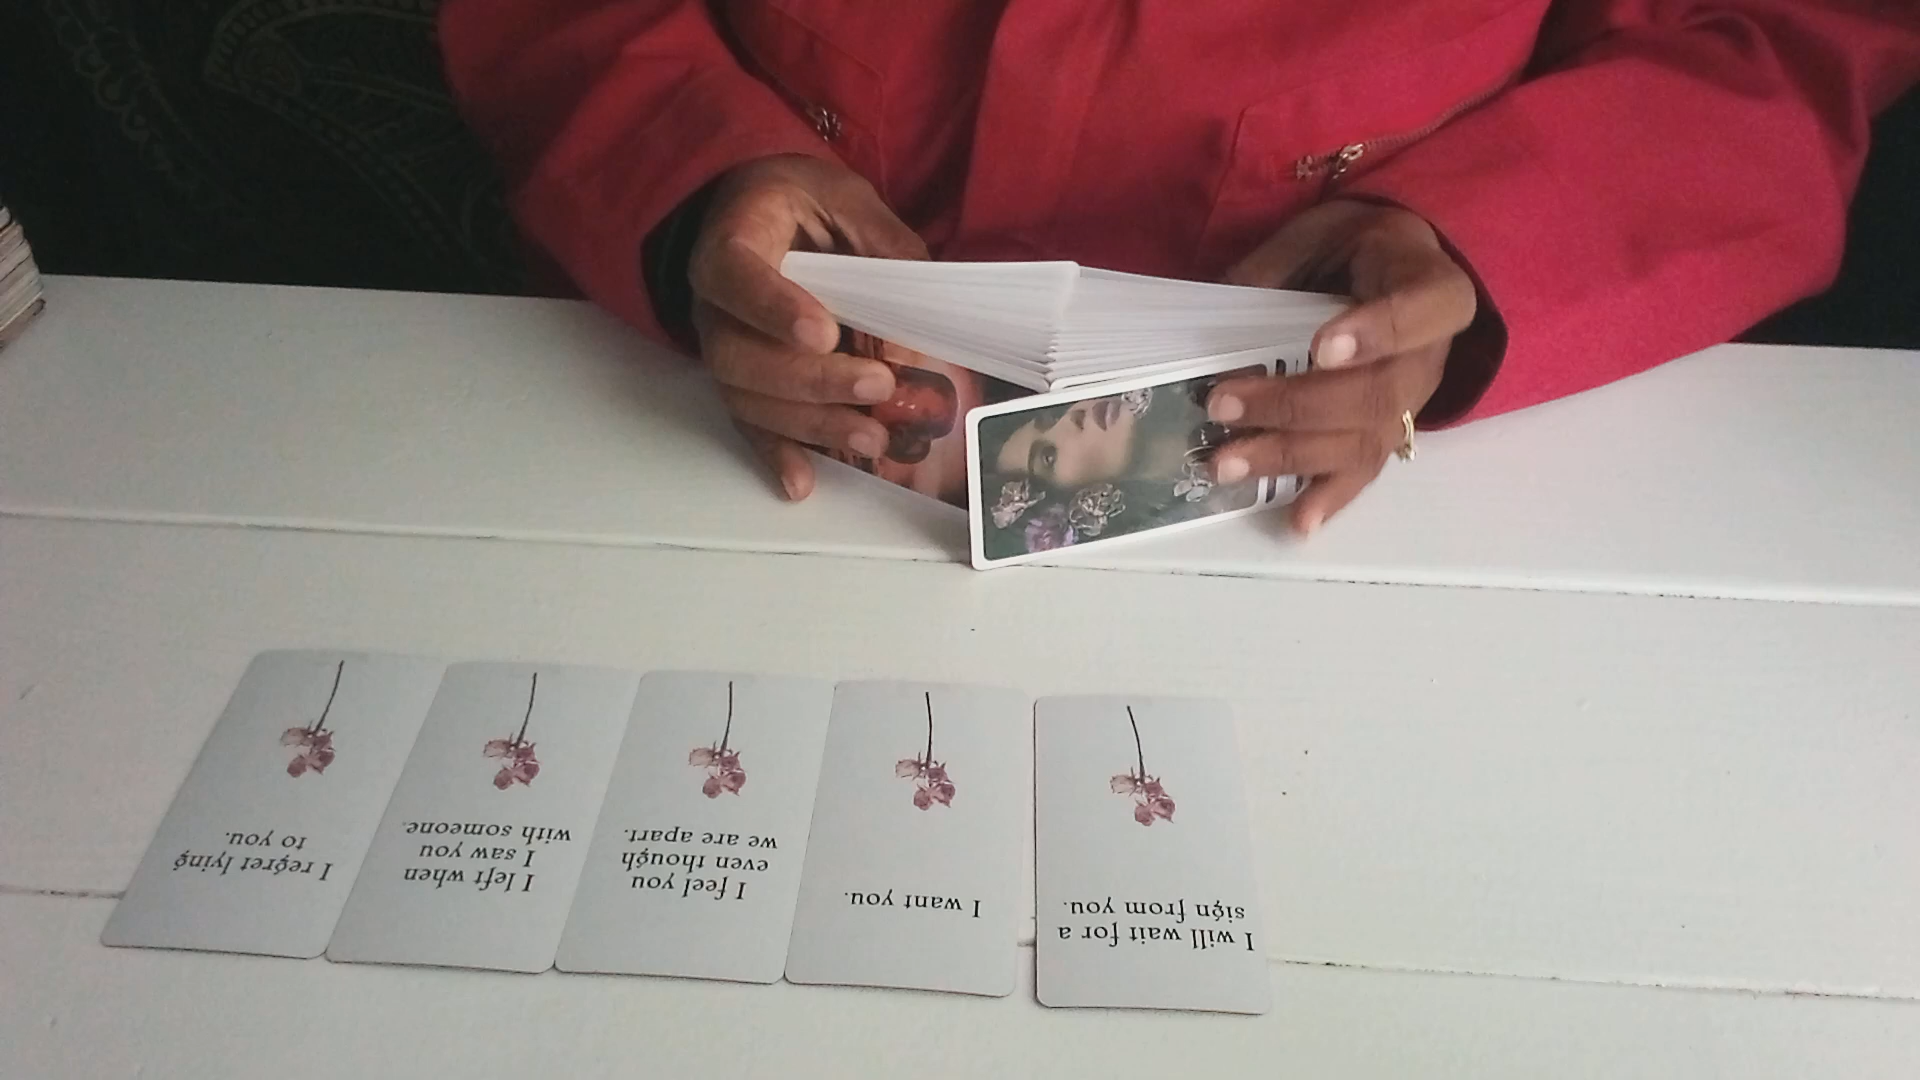 I will wait for a
sign from you.
I want you.
I feel you
even though
we are apart.
I left when
I saw you
with someone.
I regret lying
to you.